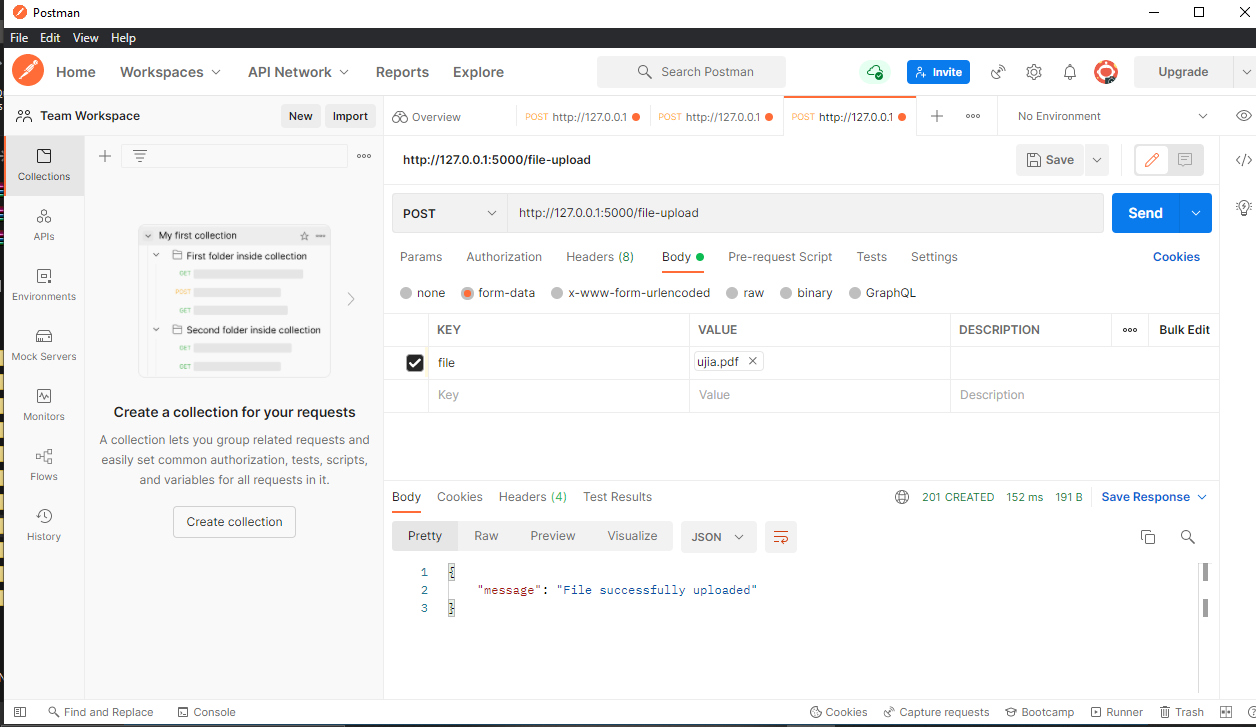 Postman
File Edit View Help
Home Workspaces API Network Reports Explore Search Postman Invite Upgrade
Team Workspace New Import Overview POST http://127.0.0.1 POST http://127.0.0.1 POST http://127.0.0.1 No Environment
http://127.0.0.1:5000/file-upload Save
Collections
APIs
Environments
Mock Servers
Monitors
Flows
History
My first collection
First folder inside collection
GET
POST
GET
Second folder inside collection
GET
GET
Create a collection for your requests
A collection lets you group related requests and
easily set common authorization, tests, scripts,
and variables for all requests in it.
Create collection
POST http://127.0.0.1:5000/file-upload Send
Params Authorization Headers (8) Body Pre-request Script Tests Settings Cookies
none form-data x-www-form-urlencoded raw binary GraphQL
KEY VALUE DESCRIPTION Bulk Edit
file ujia.pdf
Key Value Description
Body Cookies Headers (4) Test Results 201 CREATED 152 ms 191 B Save Response
Pretty Raw Preview Visualize JSON
1 {
2 "message": "File successfully uploaded"
3 }
Find and Replace Console Cookies Capture requests Bootcamp Runner Trash